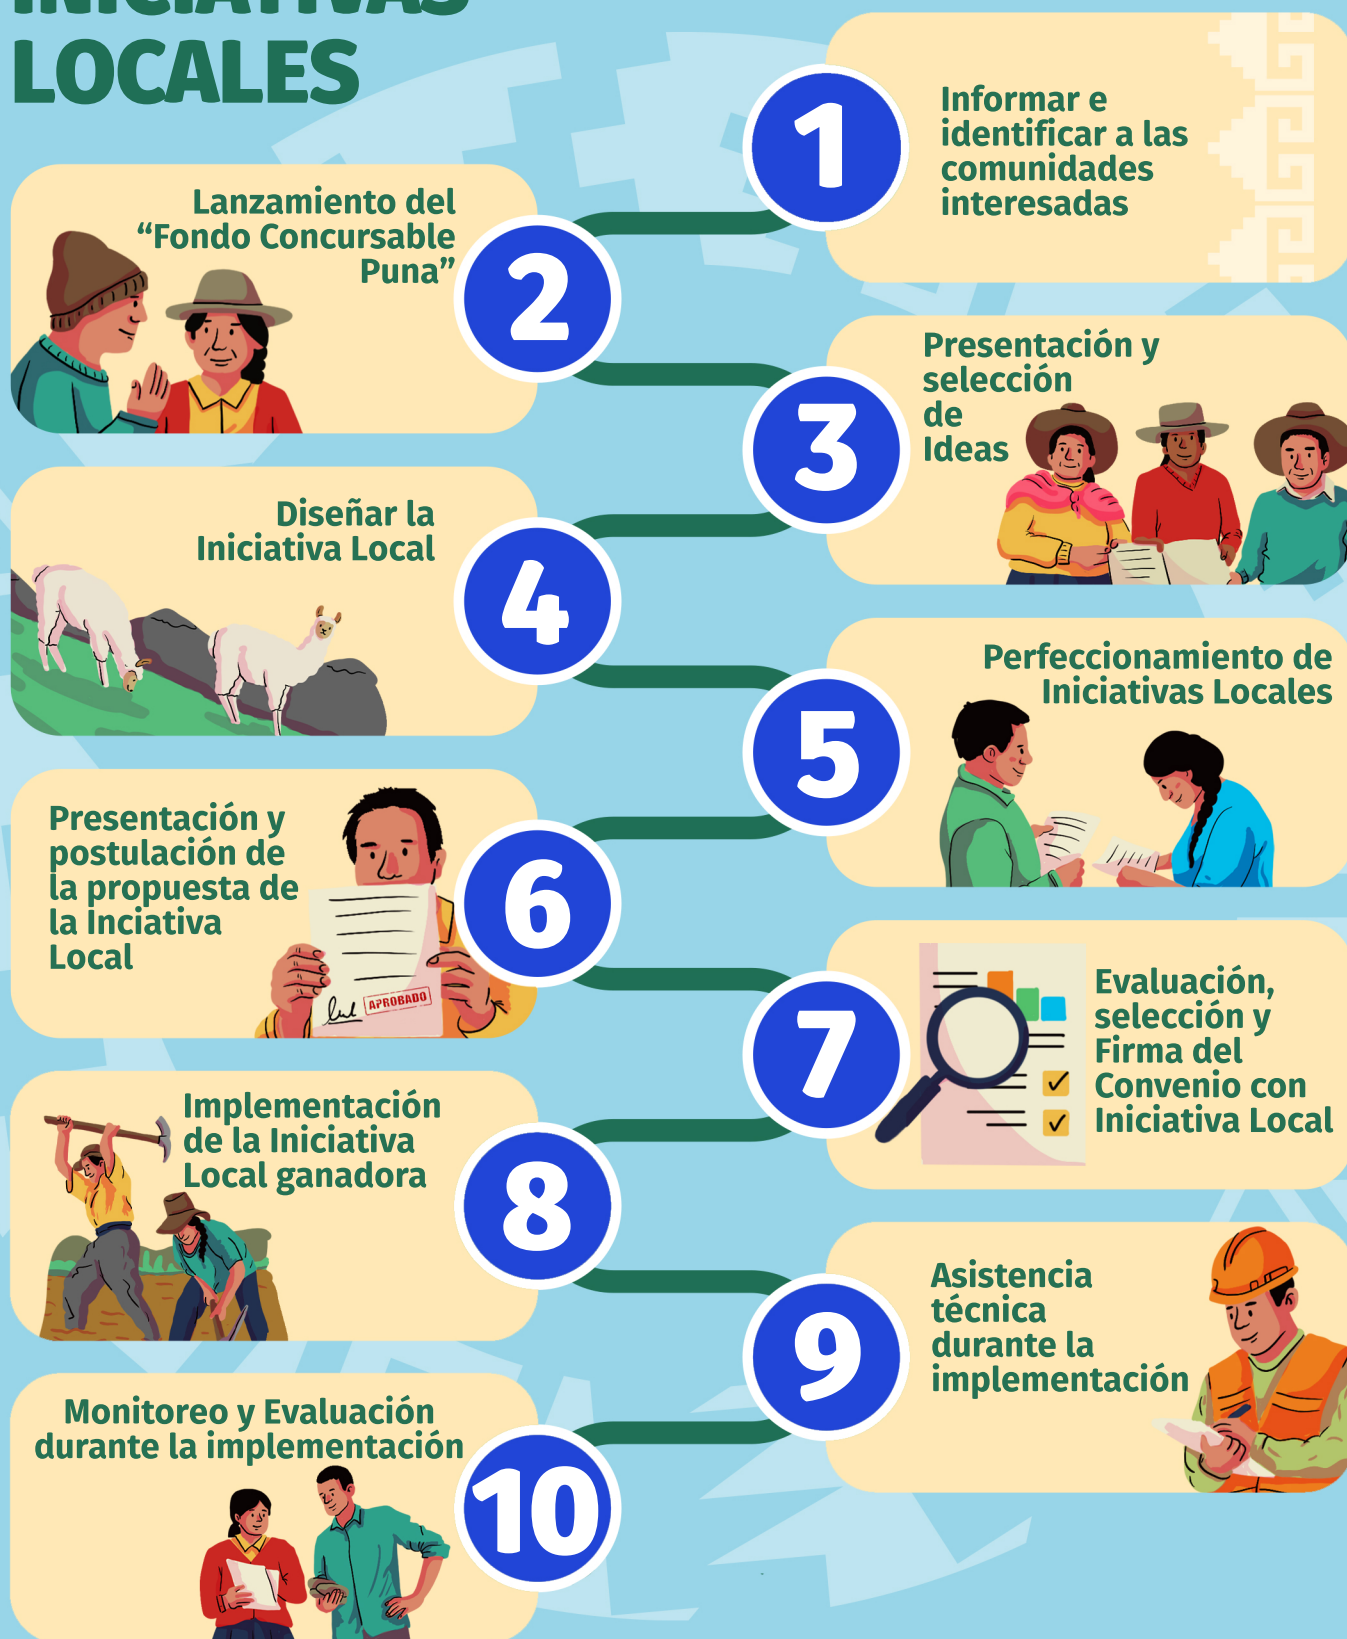 INICIATIVAS
LOCALES
1
Informar e
identificar a las
comunidades
interesadas
2
Lanzamiento del
“Fondo Concursable
Puna”
3
Presentación y
selección
de
Ideas
4
Diseñar la
Iniciativa Local
5
Perfeccionamiento de
Iniciativas Locales
6
Presentación y
postulación de
la propuesta de
la Inciativa
Local
APROBADO
7
Evaluación,
selección y
Firma del
Convenio con
Iniciativa Local
8
Implementación
de la Iniciativa
Local ganadora
9
Asistencia
técnica
durante la
implementación
10
Monitoreo y Evaluación
durante la implementación